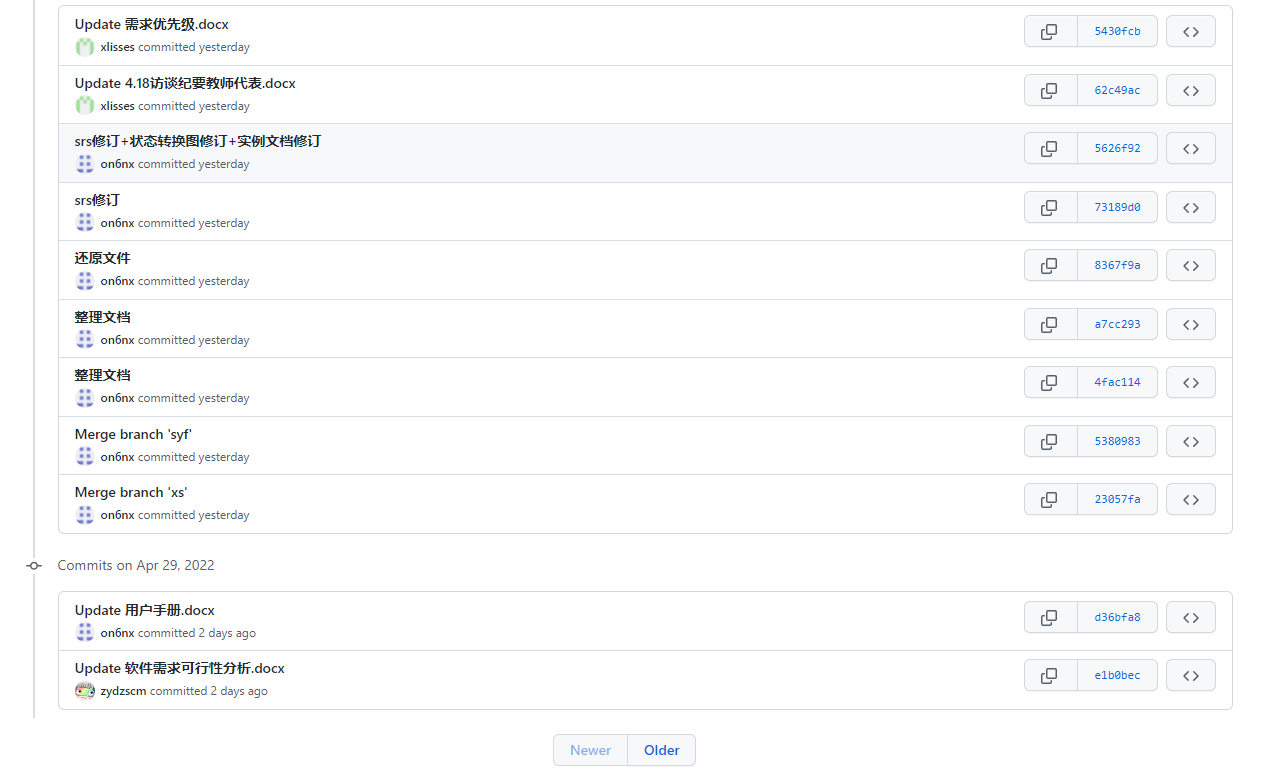 Update 需求优先级.docx
5430fcb
xlisses committed yesterday
Update 4.18访谈纪要教师代表.docx
62c49ac
xlisses committed yesterday
srs修订+状态转换图修订+实例文档修订
5626f92
on6nx committed yesterday
srs修订
73189d0
on6nx committed yesterday
还原文件
8367f9a
on6nx committed yesterday
整理文档
a7cc293
on6nx committed yesterday
整理文档
4fac114
on6nx committed yesterday
Merge branch 'syf'
5380983
on6nx committed yesterday
Merge branch 'xs'
23057fa
on6nx committed yesterday
Commits on Apr 29, 2022
Update 用户手册.docx
d36bfa8
on6nx committed 2 days ago
Update 软件需求可行性分析.docx
e1b0bec
zydzscm committed 2 days ago
Newer Older